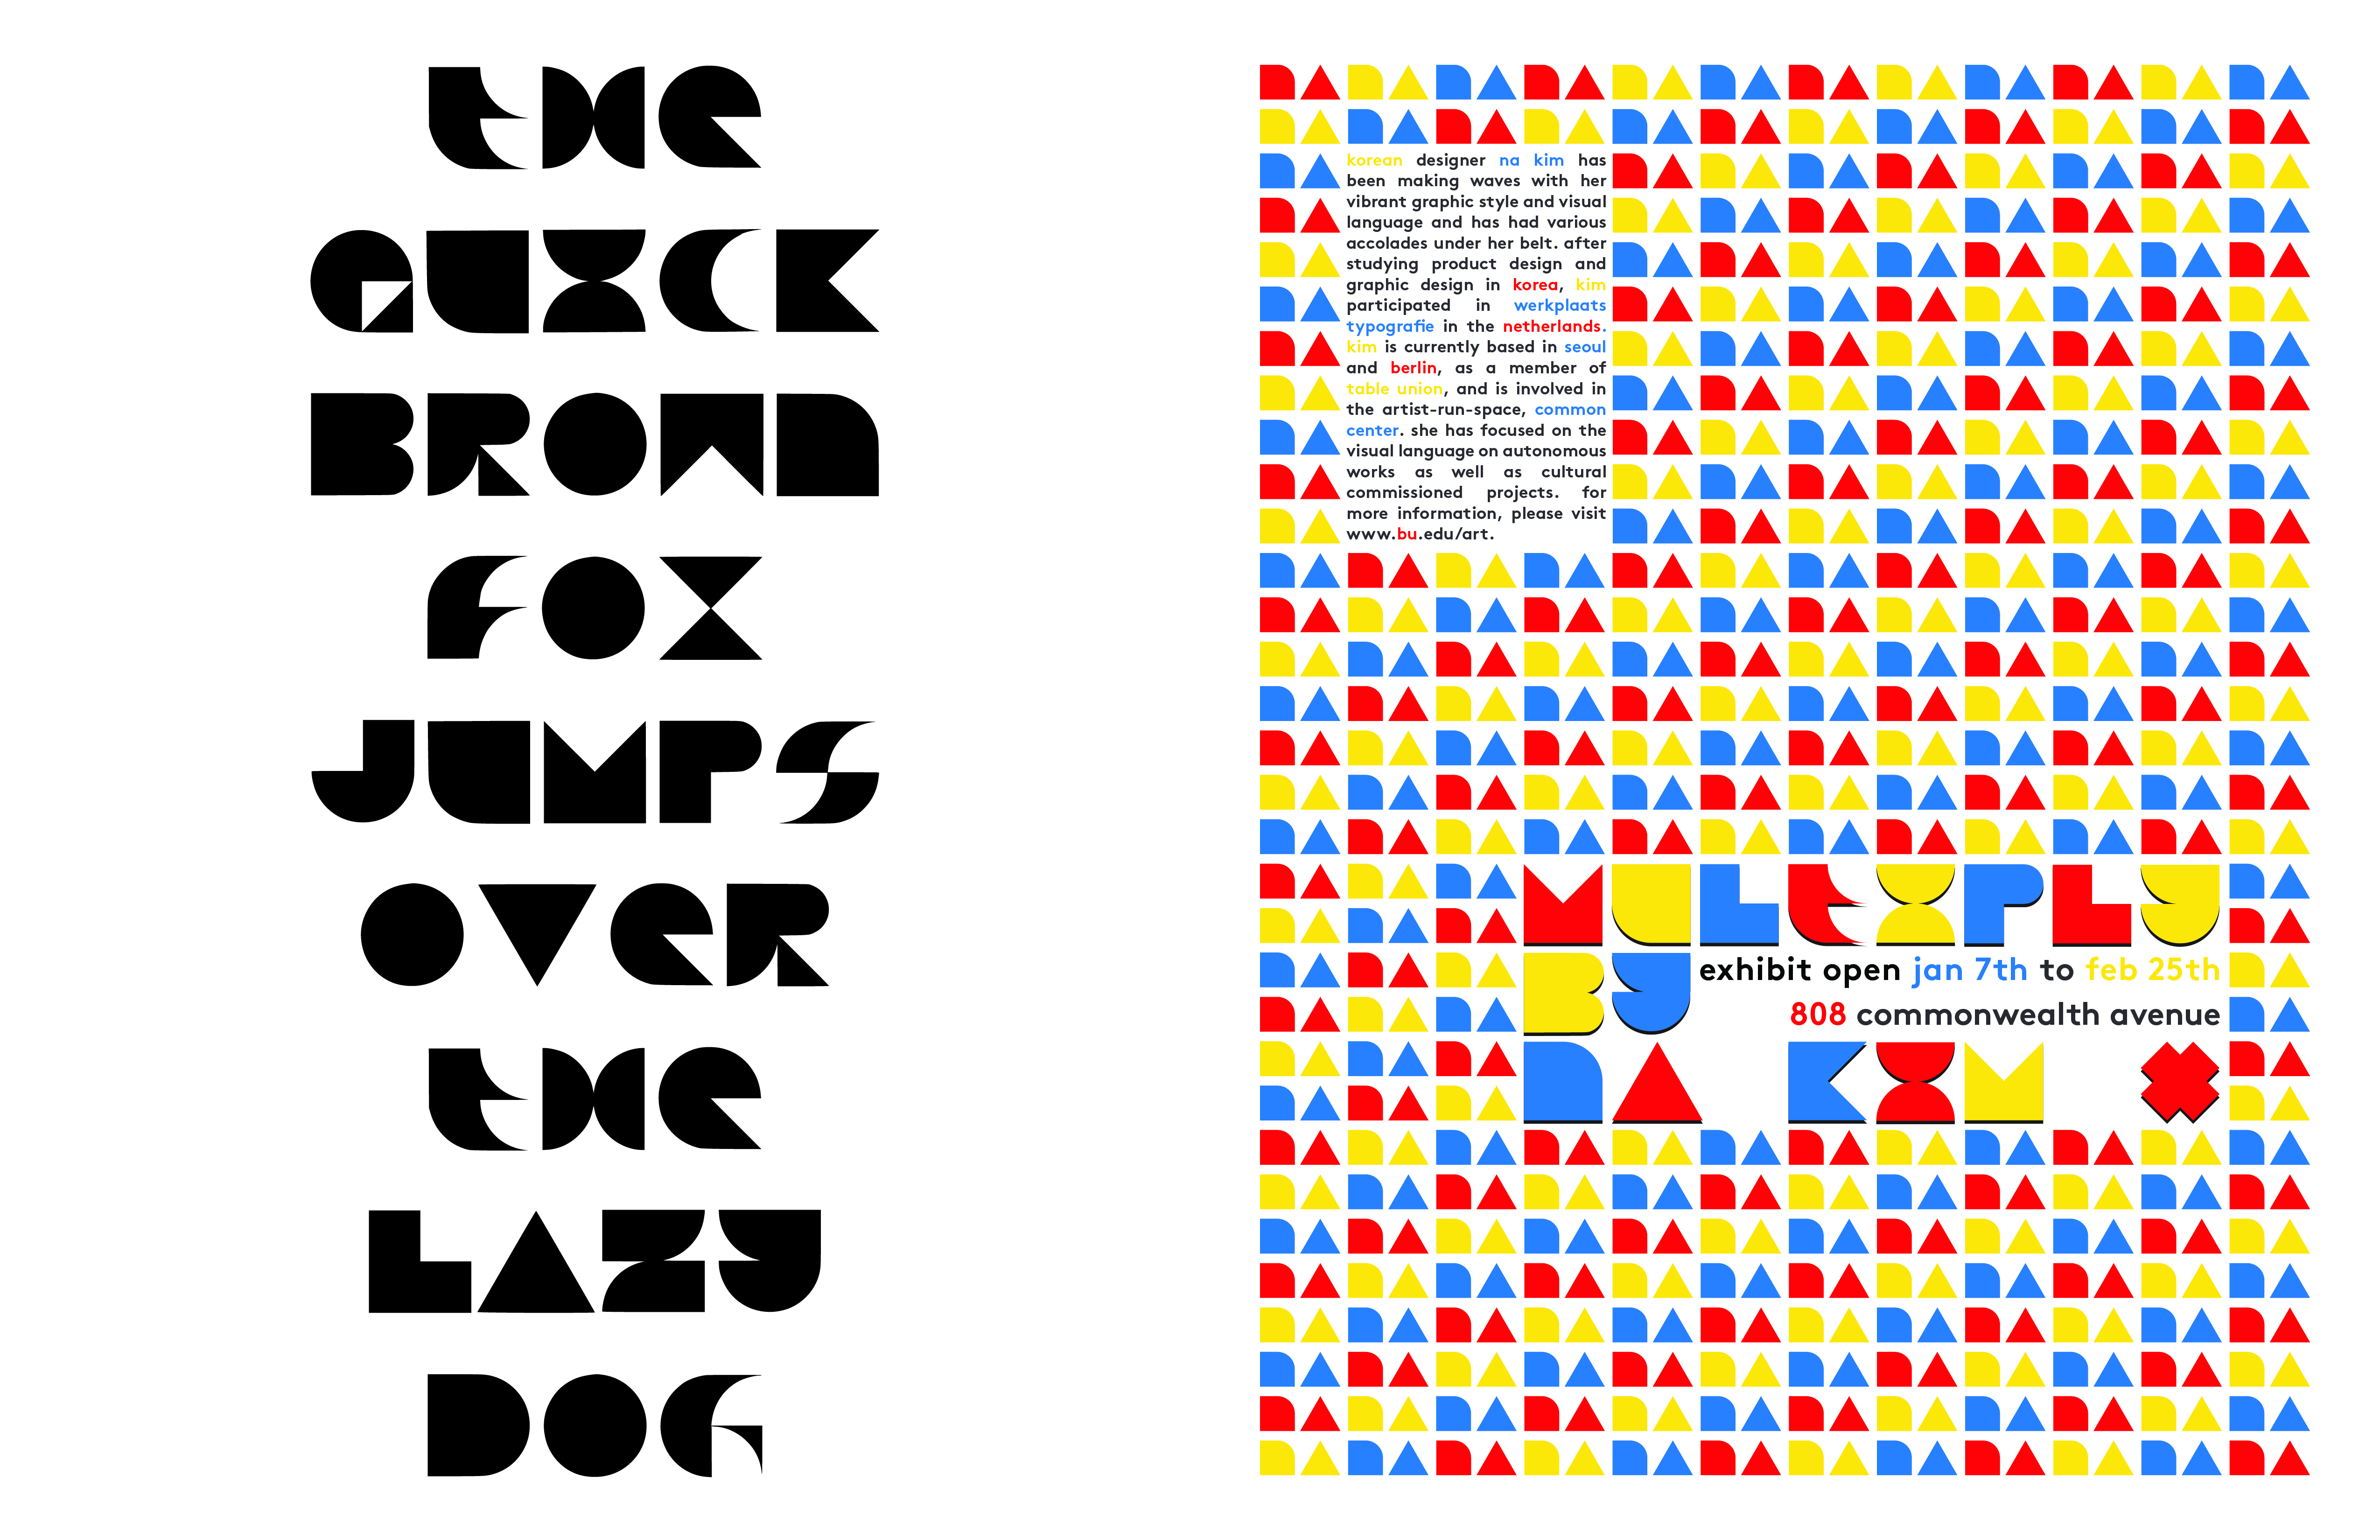 THE
QUICK
BROWN
FOX
JUMPS
OVER
THE
LAZY
DOG
korean designer na kim has
been making waves with her
vibrant graphic style and visual
language and has had various
accolades under her belt. after
studying product design and
graphic design in korea, kim
participated in werkplaats
typografie in the netherlands.
kim is currently based in seoul
and berlin, as a member of
table union, and is involved in
the artist-run-space, common
center. she has focused on the
visual language on autonomous
works as well as cultural
commissioned projects. for
more information, please visit
www.bu.edu/art.
MULTIPLY
BY
exhibit open jan 7th to feb 25th
808 commonwealth avenue
NA KIM